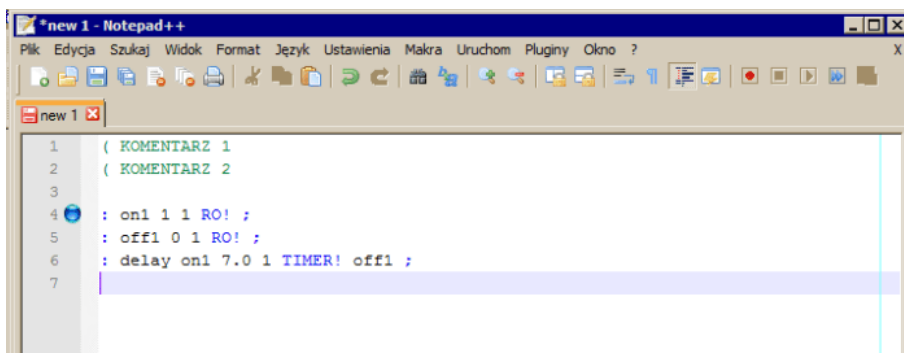 *new 1 - Notepad++
Plik Edycja Szukaj Widok Format Język Ustawienia Makra Uruchom Pluginy Okno ? X
new 1
1 ( KOMENTARZ 1
2 ( KOMENTARZ 2
3
4 : on1 1 1 RO! ;
5 : off1 0 1 RO! ;
6 : delay on1 7.0 1 TIMER! off1 ;
7